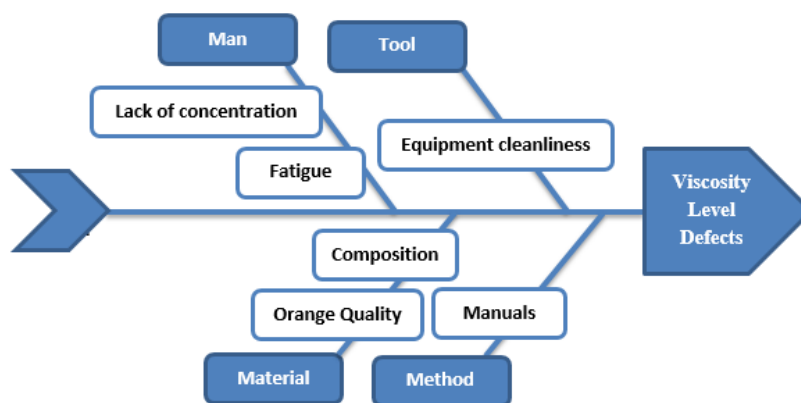 Man
Tool
Lack of concentration
Equipment cleanliness
Fatigue
Viscosity
Level
Defects
Composition
Orange Quality
Manuals
Material
Method